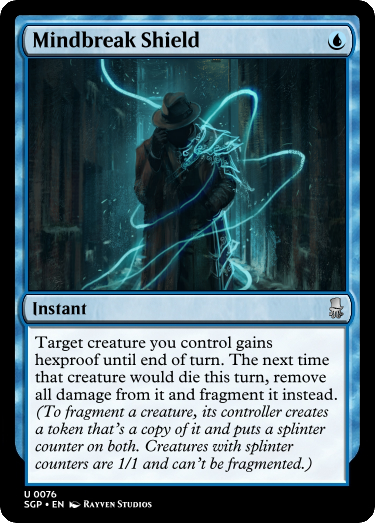 Mindbreak Shield
Instant
Target creature you control gains
hexproof until end of turn. The next time
that creature would die this turn, remove
all damage from it and fragment it instead.
(To fragment a creature, its controller creates
a token that's a copy of it and puts a splinter
counter on both. Creatures with splinter
counters are 1/1 and can't be fragmented.)
U 0076
SGP • EN Rayven Studios